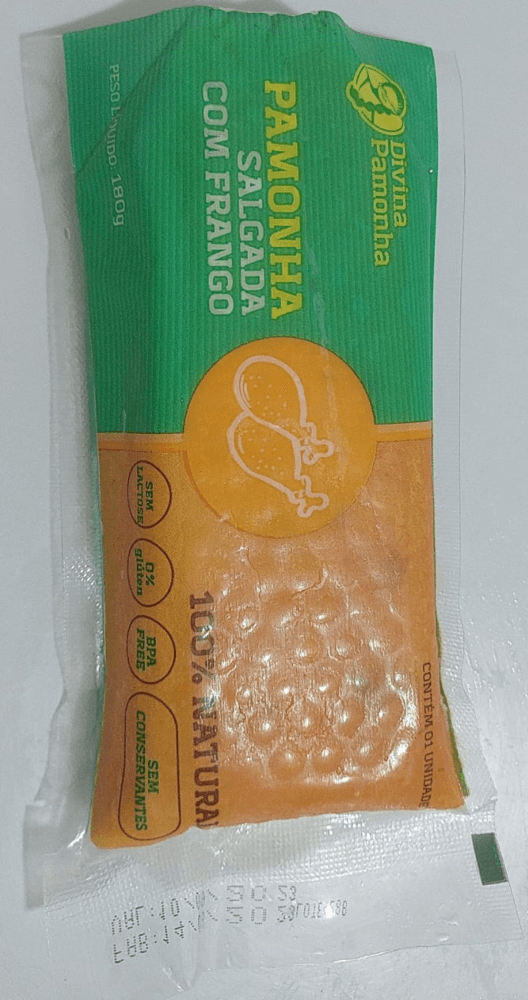 Divina
Pamonha
PAMONHA
SALGADA
COM FRANGO
PESO LÍQUIDO: 180g
CONTÉM 01 UNIDADE
100% NATURAL
SEM
LACTOSE
0%
glúten
BPA
FREE
SEM
CONSERVANTES